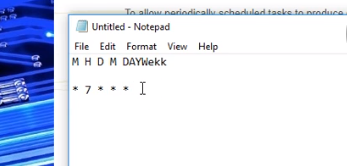 To allow periodically scheduled tasks to produce
Untitled - Notepad
File Edit Format View Help
M H D M DAYWekk
* 7 * * *